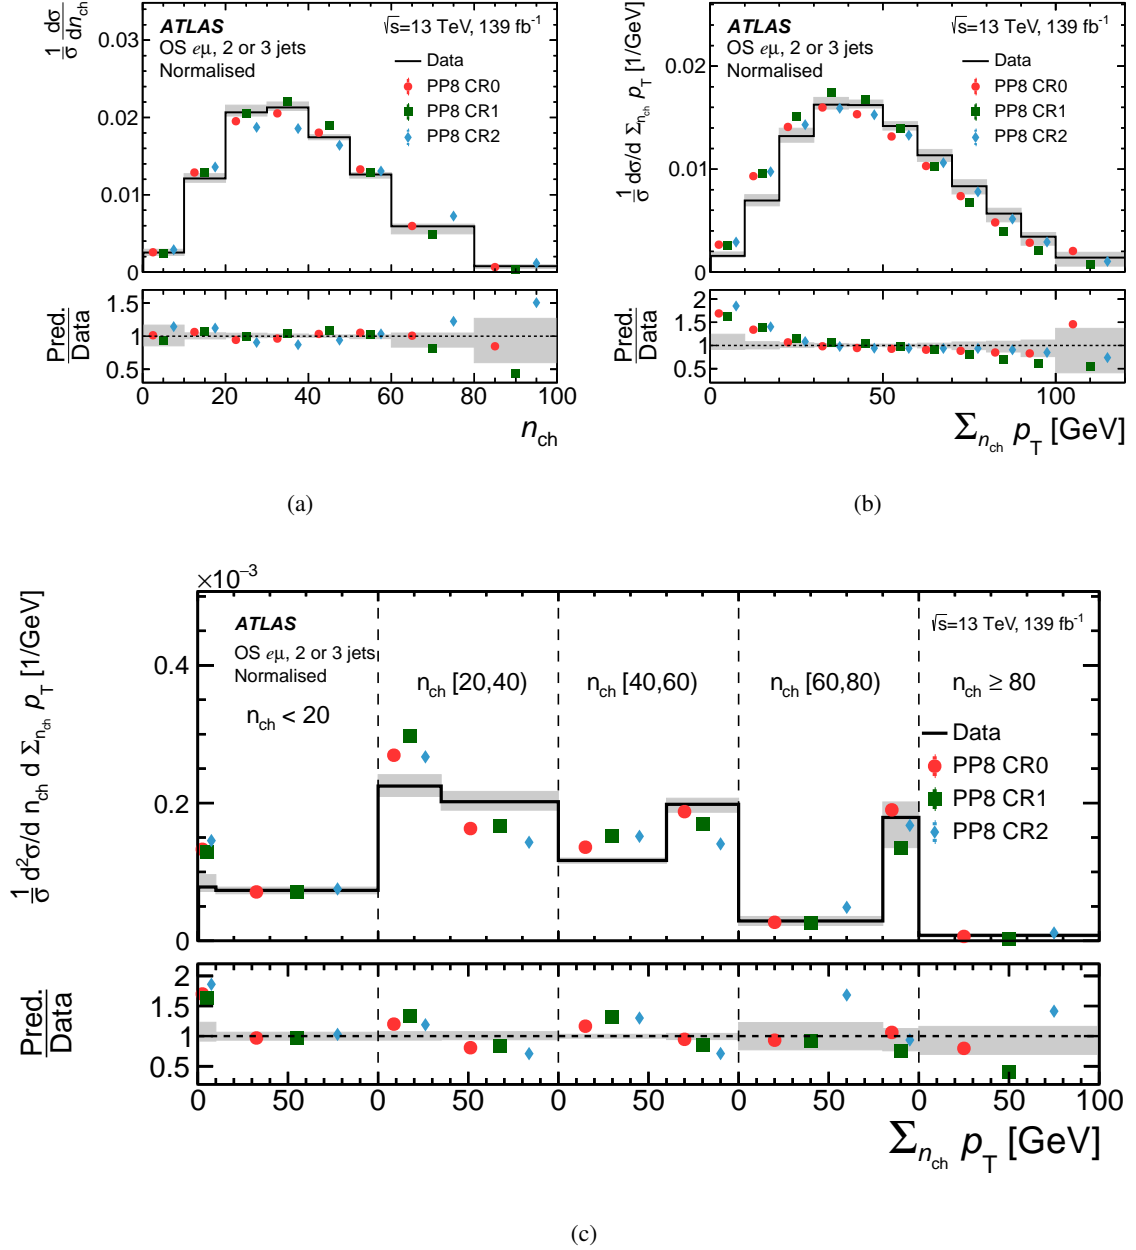 ATLAS
√s=13 TeV, 139 fb⁻¹
OS eμ, 2 or 3 jets
Normalised
Data
PP8 CR0
PP8 CR1
PP8 CR2
1/σ dσ/dn_ch
0.03
0.02
0.01
0
Pred./Data
1.5
1
0.5
0 20 40 60 80 100
n_ch
(a)
ATLAS
√s=13 TeV, 139 fb⁻¹
OS eμ, 2 or 3 jets
Normalised
Data
PP8 CR0
PP8 CR1
PP8 CR2
1/σ dσ/d Σ_{n_ch} p_T [1/GeV]
0.02
0.01
0
Pred./Data
2
1.5
1
0.5
0 50 100
Σ_{n_ch} p_T [GeV]
(b)
×10⁻³
ATLAS
√s=13 TeV, 139 fb⁻¹
OS eμ, 2 or 3 jets
Normalised
n_ch < 20
n_ch [20,40)
n_ch [40,60)
n_ch [60,80)
n_ch ≥ 80
Data
PP8 CR0
PP8 CR1
PP8 CR2
1/σ d²σ/d n_ch d Σ_{n_ch} p_T [1/GeV]
0.4
0.2
0
Pred./Data
2
1.5
1
0.5
0 50 0 50 0 50 0 50 0 50 100
Σ_{n_ch} p_T [GeV]
(c)